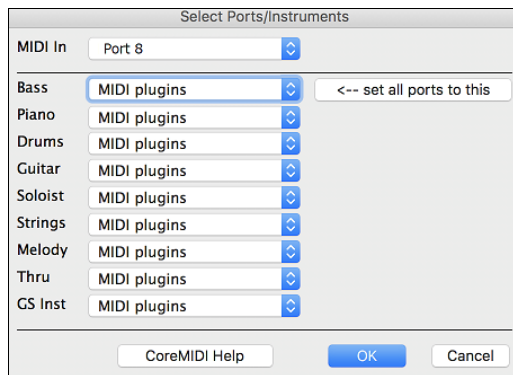 Select Ports/Instruments
MIDI In Port 8
Bass MIDI plugins <-- set all ports to this
Piano MIDI plugins
Drums MIDI plugins
Guitar MIDI plugins
Soloist MIDI plugins
Strings MIDI plugins
Melody MIDI plugins
Thru MIDI plugins
GS Inst MIDI plugins
CoreMIDI Help OK Cancel